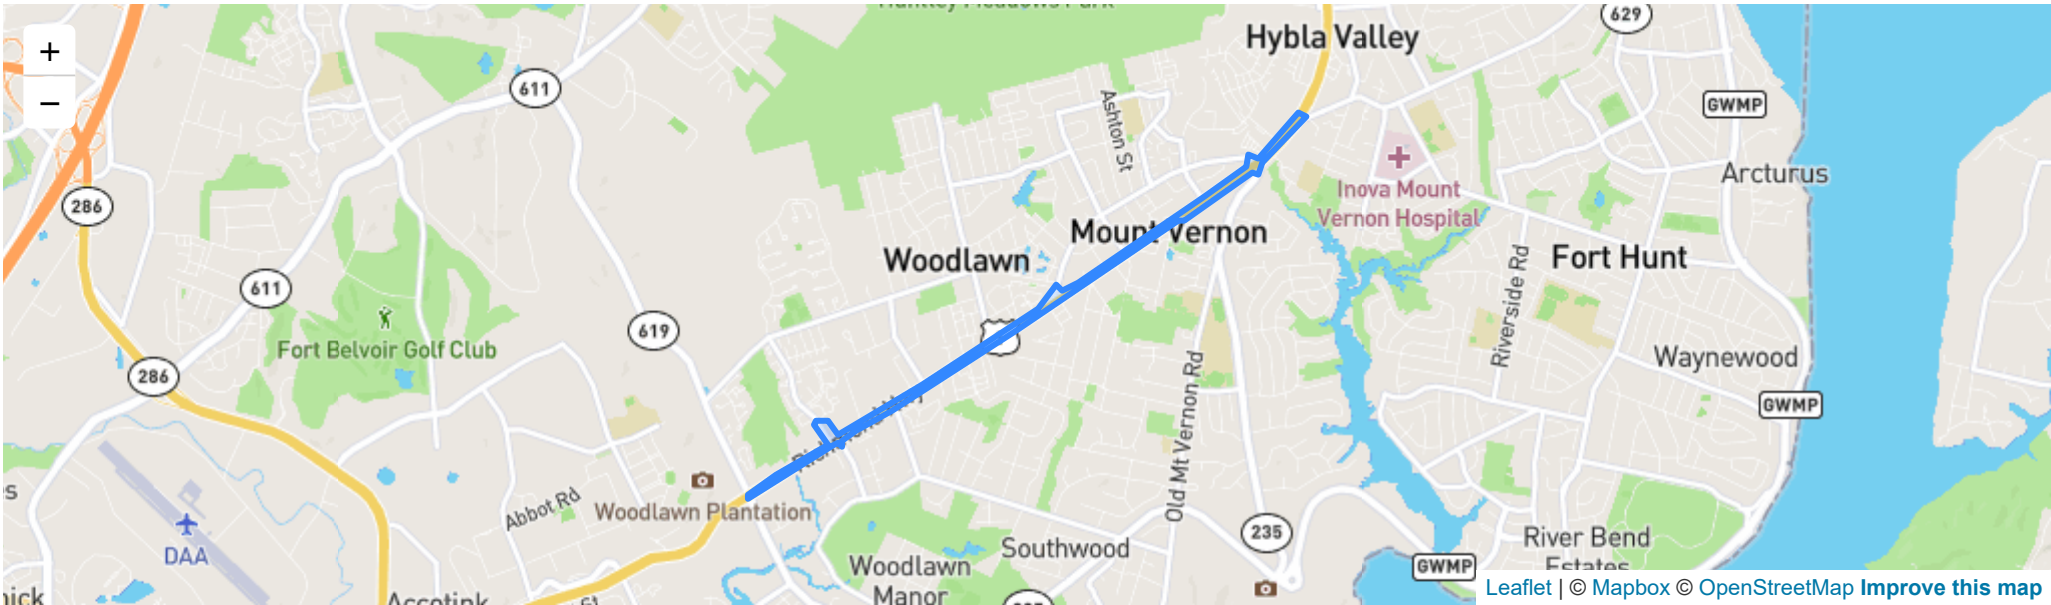 Huntley Meadows Park
629
Hybla Valley
+
611
−
GWMP
Ashton St
Arcturus
286
Inova Mount
Vernon Hospital
Mount Vernon
Woodlawn
Fort Hunt
611
Riverside Rd
619
Fort Belvoir Golf Club
Waynewood
286
GWMP
Old Mt Vernon Rd
Abbot Rd
Woodlawn Plantation
235
DAA
Southwood
River Bend
Estates
Woodlawn
Manor
GWMP
Accotink
Leaflet | © Mapbox © OpenStreetMap Improve this map